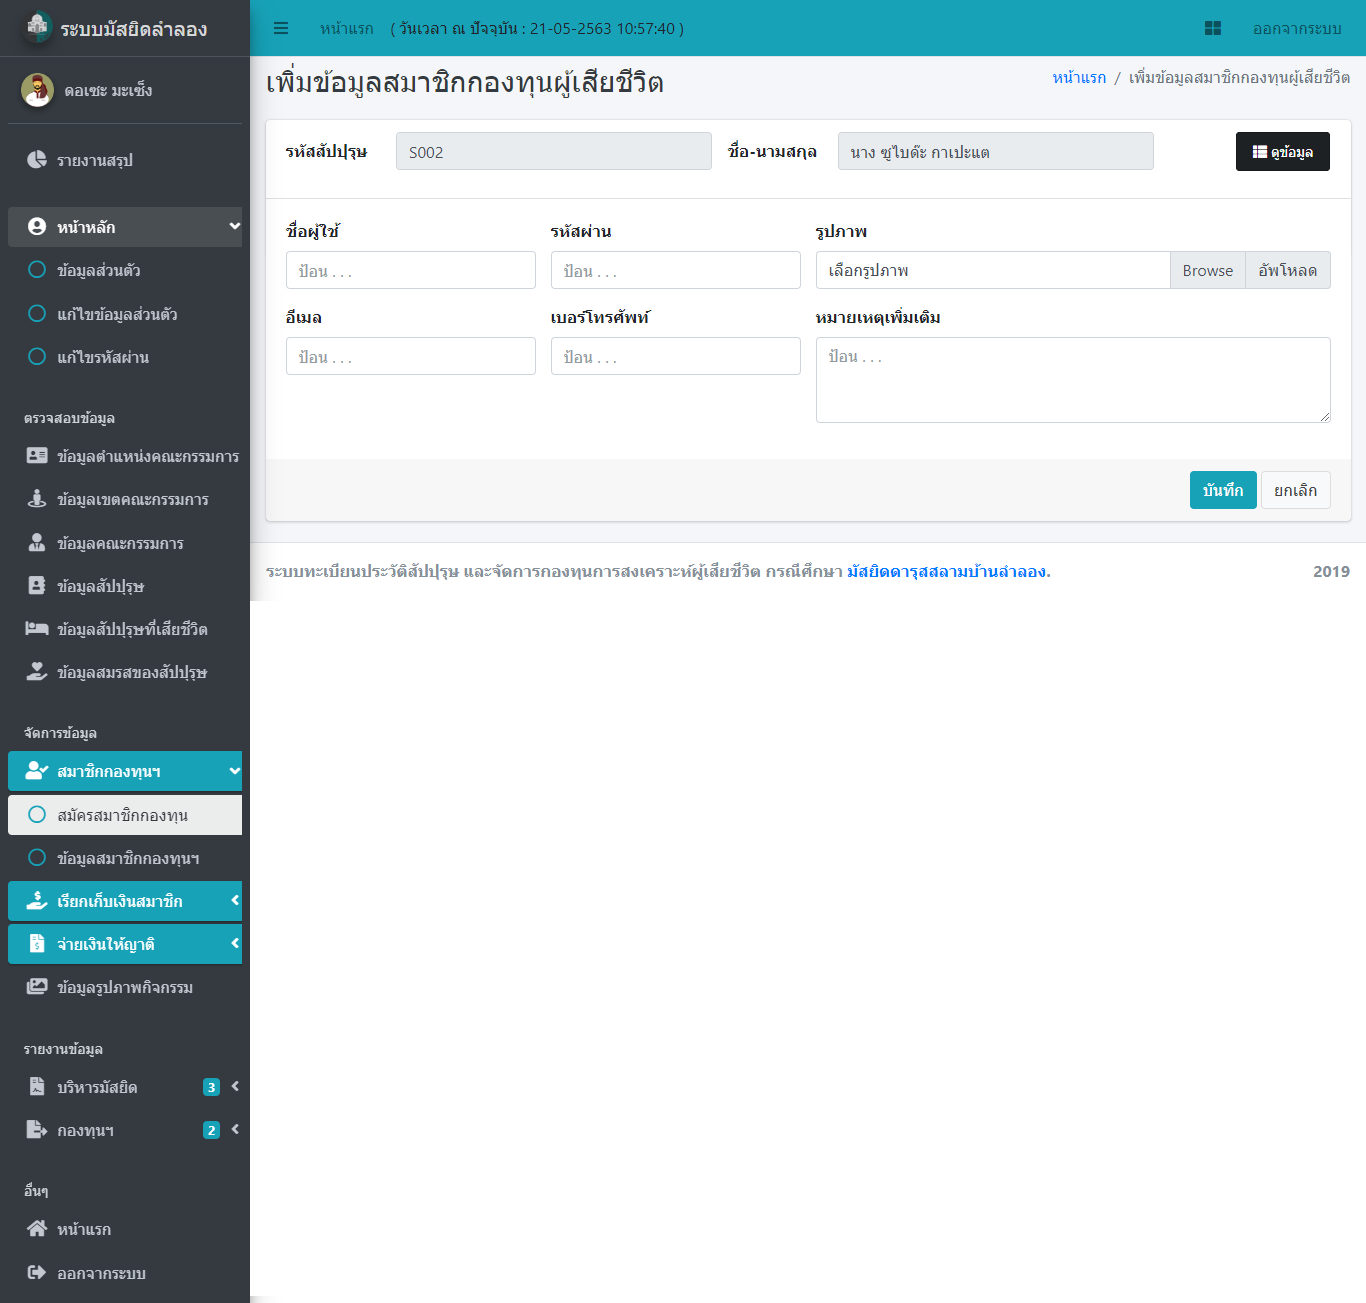 ระบบมัสยิดลำลอง
ดอเซะ มะเซ็ง
รายงานสรุป
หน้าหลัก
ข้อมูลส่วนตัว
แก้ไขข้อมูลส่วนตัว
แก้ไขรหัสผ่าน
ตรวจสอบข้อมูล
ข้อมูลตำแหน่งคณะกรรมการ
ข้อมูลเขตคณะกรรมการ
ข้อมูลคณะกรรมการ
ข้อมูลสัปปุรุษ
ข้อมูลสัปปุรุษที่เสียชีวิต
ข้อมูลสมรสของสัปปุรุษ
จัดการข้อมูล
สมาชิกกองทุนฯ
สมัครสมาชิกกองทุน
ข้อมูลสมาชิกกองทุนฯ
เรียกเก็บเงินสมาชิก
จ่ายเงินให้ญาติ
ข้อมูลรูปภาพกิจกรรม
รายงานข้อมูล
บริหารมัสยิด 3
กองทุนฯ 2
อื่นๆ
หน้าแรก
ออกจากระบบ
หน้าแรก ( วันเวลา ณ ปัจจุบัน : 21-05-2563 10:57:40 ) ออกจากระบบ
เพิ่มข้อมูลสมาชิกกองทุนผู้เสียชีวิต หน้าแรก / เพิ่มข้อมูลสมาชิกกองทุนผู้เสียชีวิต
รหัสสัปปุรุษ S002 ชื่อ-นามสกุล นาง ซูไบด๊ะ กาเปะแต ดูข้อมูล
ชื่อผู้ใช้ รหัสผ่าน รูปภาพ
ป้อน . . . ป้อน . . . เลือกรูปภาพ Browse อัพโหลด
อีเมล เบอร์โทรศัพท์ หมายเหตุเพิ่มเติม
ป้อน . . . ป้อน . . . ป้อน . . .
บันทึก ยกเลิก
ระบบทะเบียนประวัติสัปปุรุษ และจัดการกองทุนการสงเคราะห์ผู้เสียชีวิต กรณีศึกษา มัสยิดดารุสสลามบ้านลำลอง. 2019